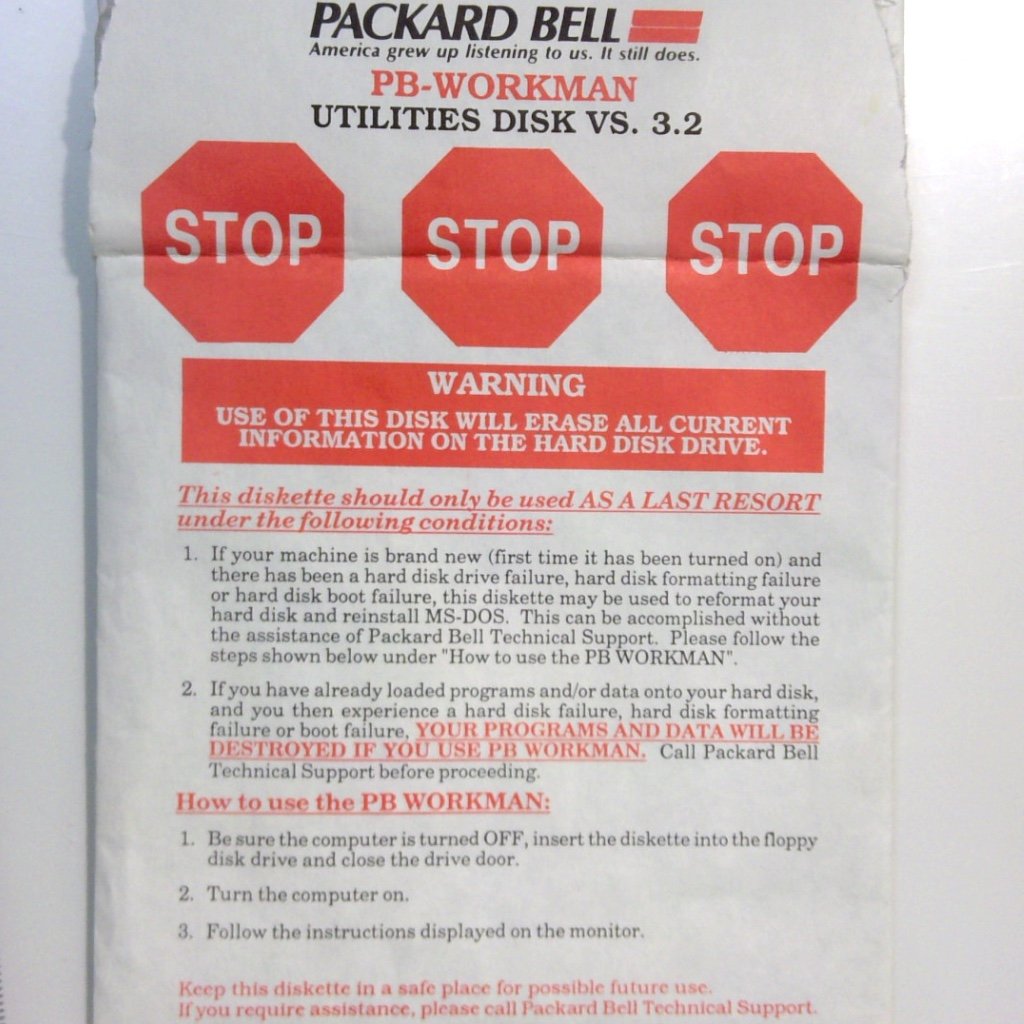 PACKARD BELL
America grew up listening to us. It still does.
PB-WORKMAN
UTILITIES DISK VS. 3.2
STOP STOP STOP
WARNING
USE OF THIS DISK WILL ERASE ALL CURRENT
INFORMATION ON THE HARD DISK DRIVE.
This diskette should only be used AS A LAST RESORT
under the following conditions:
1. If your machine is brand new (first time it has been turned on) and
there has been a hard disk drive failure, hard disk formatting failure
or hard disk boot failure, this diskette may be used to reformat your
hard disk and reinstall MS-DOS. This can be accomplished without
the assistance of Packard Bell Technical Support. Please follow the
steps shown below under "How to use the PB WORKMAN".
2. If you have already loaded programs and/or data onto your hard disk,
and you then experience a hard disk failure, hard disk formatting
failure or boot failure, YOUR PROGRAMS AND DATA WILL BE
DESTROYED IF YOU USE PB WORKMAN. Call Packard Bell
Technical Support before proceeding.
How to use the PB WORKMAN:
1. Be sure the computer is turned OFF, insert the diskette into the floppy
disk drive and close the drive door.
2. Turn the computer on.
3. Follow the instructions displayed on the monitor.
Keep this diskette in a safe place for possible future use.
If you require assistance, please call Packard Bell Technical Support.